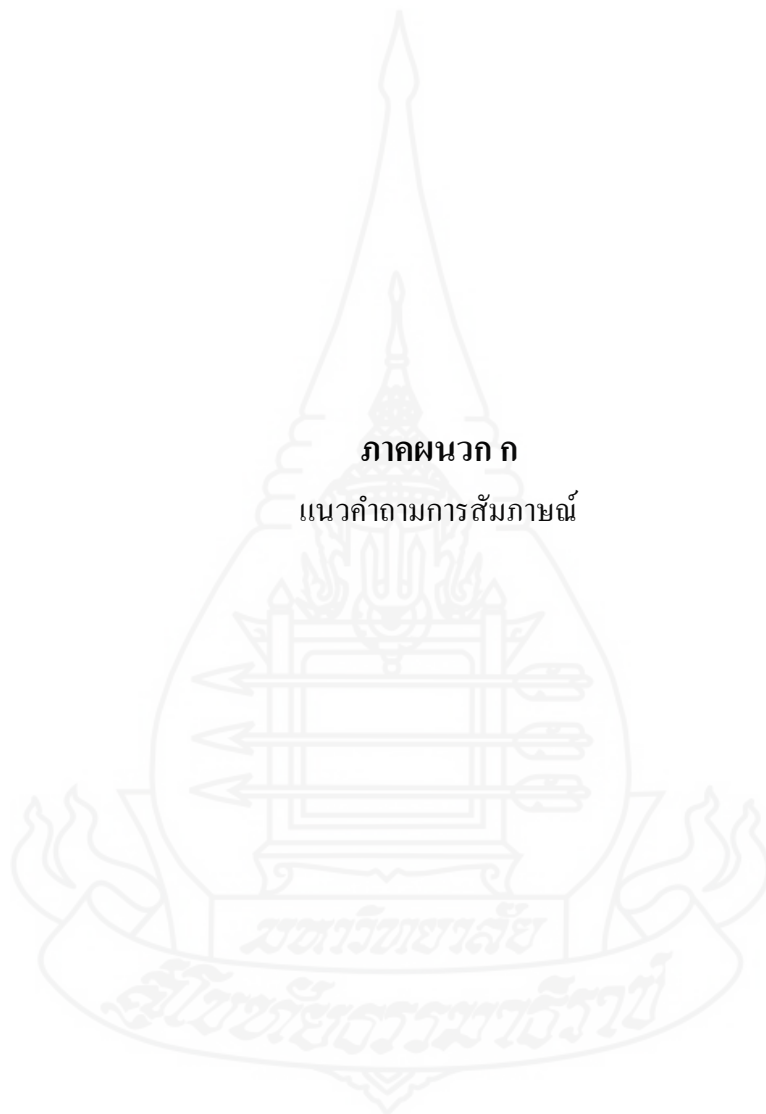 ภาคผนวก ก
แนวคำถามการสัมภาษณ์
มหาวิทยาลัย
สุโขทัยธรรมาธิราช